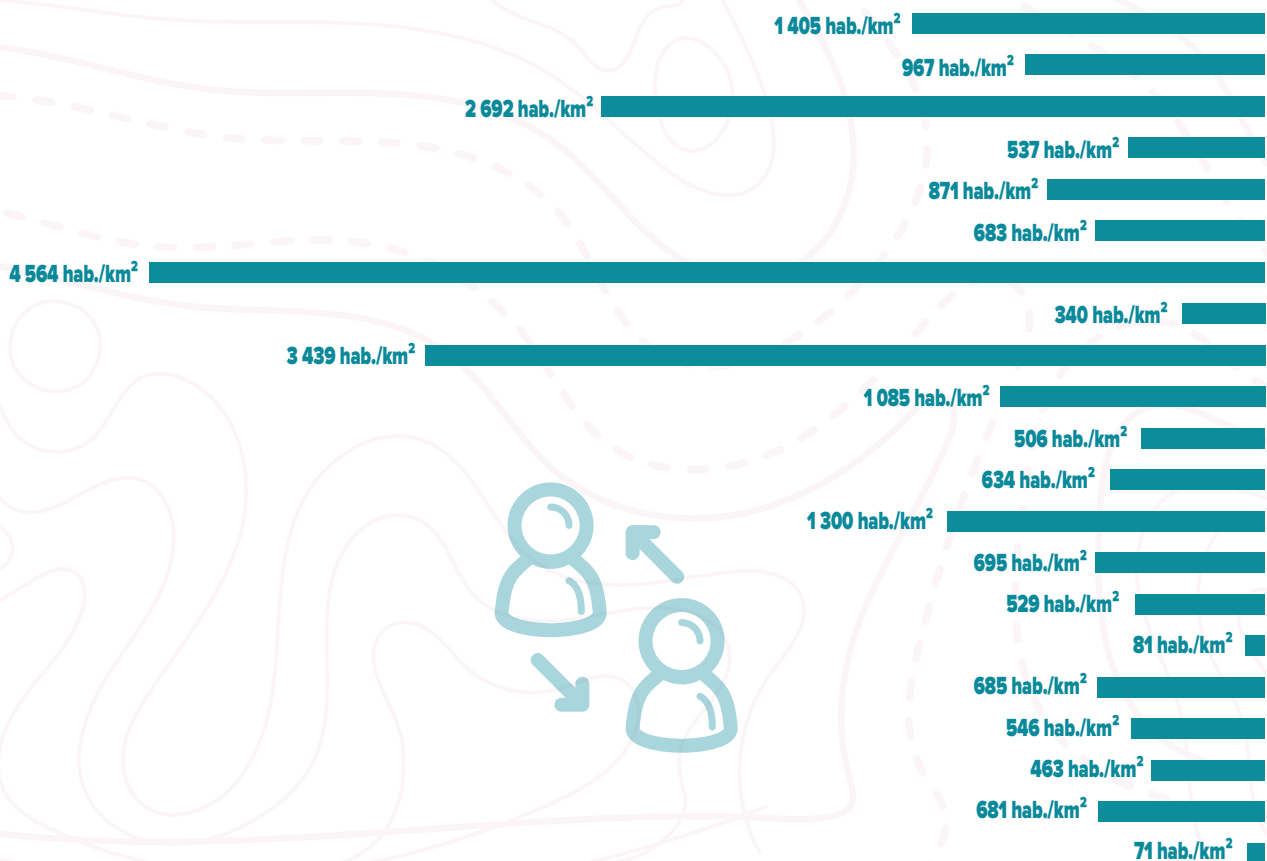 1 405 hab./km²
967 hab./km²
2 692 hab./km²
537 hab./km²
871 hab./km²
683 hab./km²
4 564 hab./km²
340 hab./km²
3 439 hab./km²
1 085 hab./km²
506 hab./km²
634 hab./km²
1 300 hab./km²
695 hab./km²
529 hab./km²
81 hab./km²
685 hab./km²
546 hab./km²
463 hab./km²
681 hab./km²
71 hab./km²